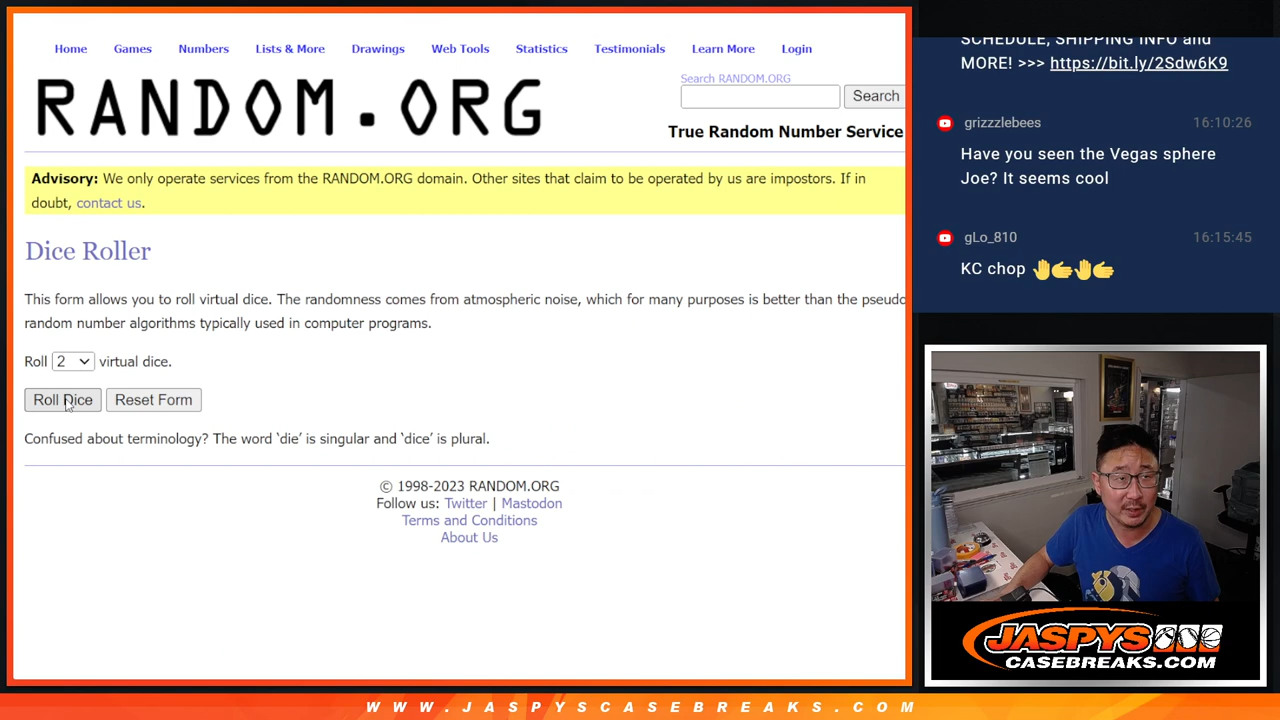 Home Games Numbers Lists & More Drawings Web Tools Statistics Testimonials Learn More Login
RANDOM.ORG
Search RANDOM.ORG
Search
True Random Number Service
Advisory: We only operate services from the RANDOM.ORG domain. Other sites that claim to be operated by us are impostors. If in
doubt, contact us.
Dice Roller
This form allows you to roll virtual dice. The randomness comes from atmospheric noise, which for many purposes is better than the pseudo
random number algorithms typically used in computer programs.
Roll 2 virtual dice.
Roll Dice Reset Form
Confused about terminology? The word ‘die’ is singular and ‘dice’ is plural.
© 1998-2023 RANDOM.ORG
Follow us: Twitter | Mastodon
Terms and Conditions
About Us
SCHEDULE, SHIPPING INFO and
MORE! >>> https://bit.ly/2Sdw6K9
grizzzlebees 16:10:26
Have you seen the Vegas sphere
Joe? It seems cool
gLo_810 16:15:45
KC chop 🤚👉🤚👉
JASPYS
CASEBREAKS.COM
WWW.JASPYSCASEBREAKS.COM